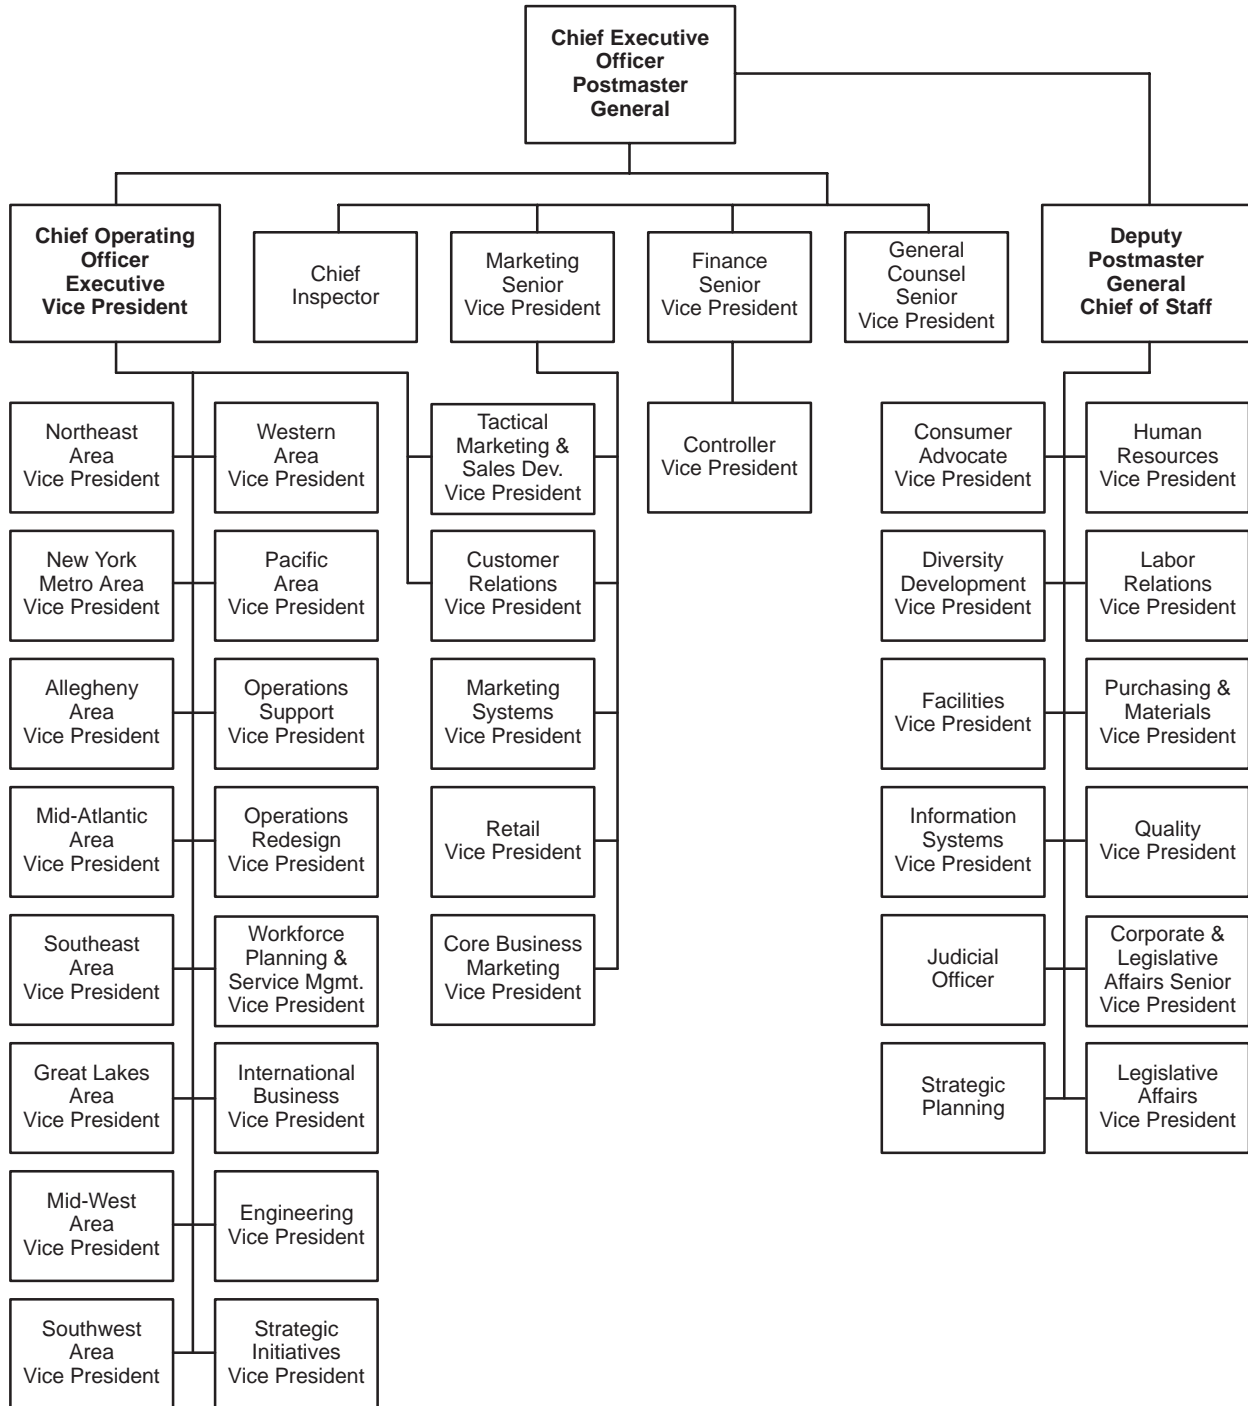 Chief Executive
Officer
Postmaster
General
Chief Operating
Officer
Executive
Vice President
Chief
Inspector
Marketing
Senior
Vice President
Finance
Senior
Vice President
General
Counsel
Senior
Vice President
Deputy
Postmaster
General
Chief of Staff
Northeast
Area
Vice President
Western
Area
Vice President
Tactical
Marketing &
Sales Dev.
Vice President
Controller
Vice President
Consumer
Advocate
Vice President
Human
Resources
Vice President
New York
Metro Area
Vice President
Pacific
Area
Vice President
Customer
Relations
Vice President
Diversity
Development
Vice President
Labor
Relations
Vice President
Allegheny
Area
Vice President
Operations
Support
Vice President
Marketing
Systems
Vice President
Facilities
Vice President
Purchasing &
Materials
Vice President
Mid-Atlantic
Area
Vice President
Operations
Redesign
Vice President
Retail
Vice President
Information
Systems
Vice President
Quality
Vice President
Southeast
Area
Vice President
Workforce
Planning &
Service Mgmt.
Vice President
Core Business
Marketing
Vice President
Judicial
Officer
Corporate &
Legislative
Affairs Senior
Vice President
Great Lakes
Area
Vice President
International
Business
Vice President
Strategic
Planning
Legislative
Affairs
Vice President
Mid-West
Area
Vice President
Engineering
Vice President
Southwest
Area
Vice President
Strategic
Initiatives
Vice President